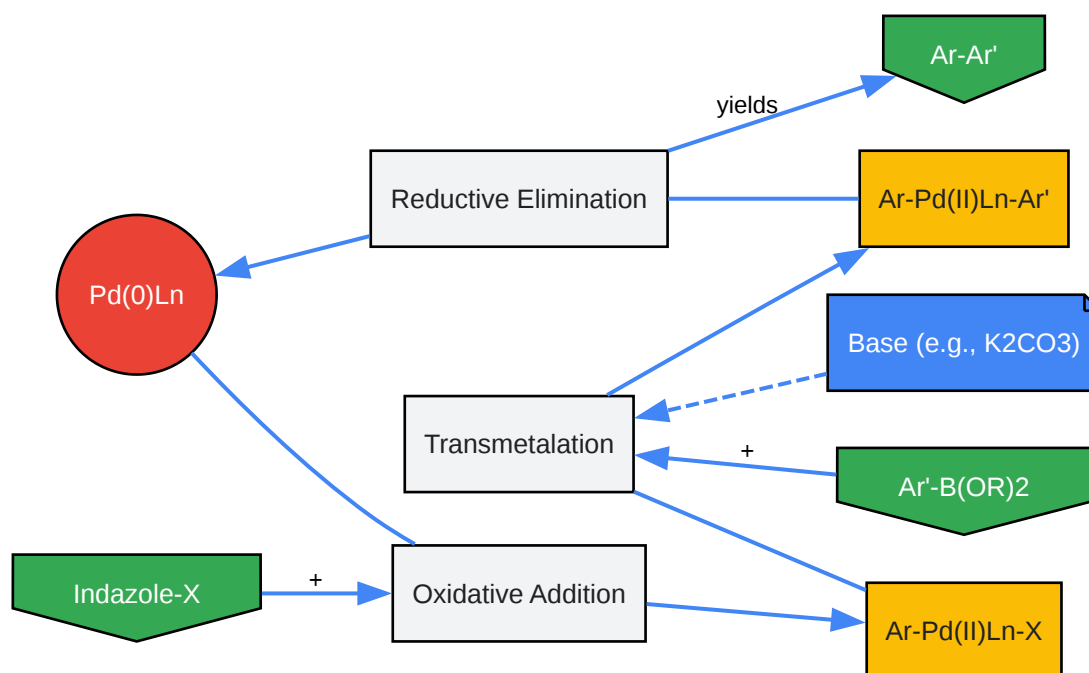 Ar-Ar'
yields
Reductive Elimination
Ar-Pd(II)Ln-Ar'
Pd(0)Ln
Base (e.g., K2CO3)
Transmetalation
+
Ar'-B(OR)2
Indazole-X
+
Oxidative Addition
Ar-Pd(II)Ln-X